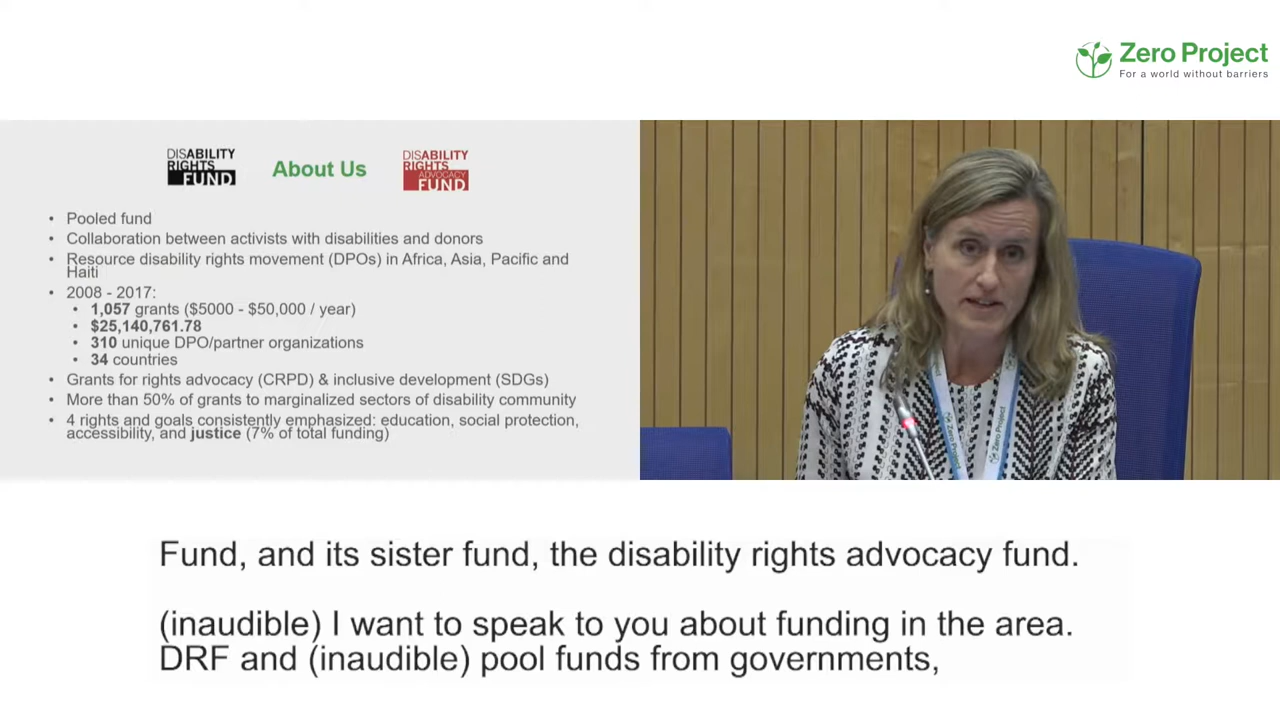 Zero Project
For a world without barriers
DISABILITY
RIGHTS
FUND
About Us
DISABILITY
RIGHTS
ADVOCACY
FUND
• Pooled fund
• Collaboration between activists with disabilities and donors
• Resource disability rights movement (DPOs) in Africa, Asia, Pacific and
Haiti
• 2008 - 2017:
• 1,057 grants ($5000 - $50,000 / year)
• $25,140,761.78
• 310 unique DPO/partner organizations
• 34 countries
• Grants for rights advocacy (CRPD) & inclusive development (SDGs)
• More than 50% of grants to marginalized sectors of disability community
• 4 rights and goals consistently emphasized: education, social protection,
accessibility, and justice (7% of total funding)
Zero Project
Zero Project
Fund, and its sister fund, the disability rights advocacy fund.
(inaudible) I want to speak to you about funding in the area.
DRF and (inaudible) pool funds from governments,